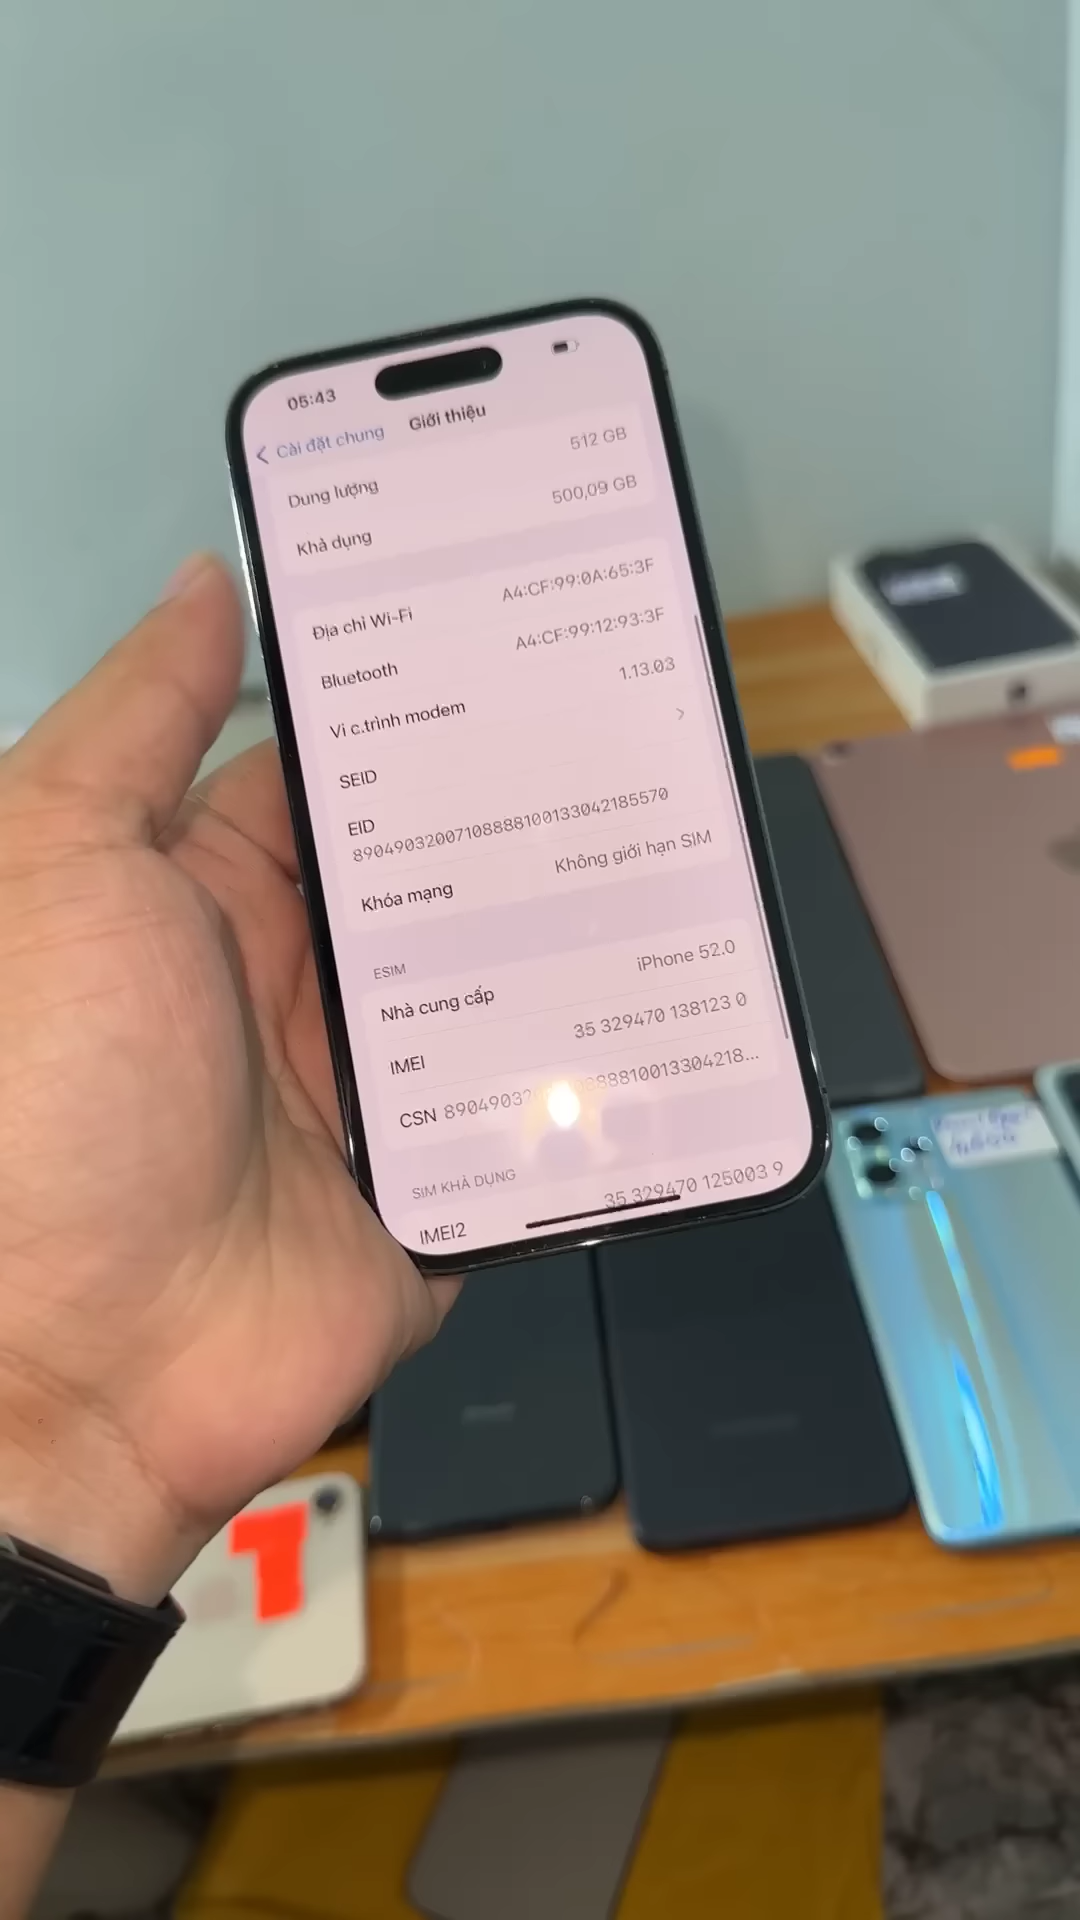 05:43
Cài đặt chung
Giới thiệu
Dung lượng 512 GB
Khả dụng 500,09 GB
Địa chỉ Wi-Fi A4:CF:99:0A:65:3F
Bluetooth A4:CF:99:12:93:3F
Vi c.trình modem 1.13.03
SEID
EID
89049032007108888100133042185570
Khóa mạng Không giới hạn SIM
ESIM
Nhà cung cấp iPhone 52.0
IMEI 35 329470 138123 0
CSN
SIM KHẢ DỤNG
IMEI2 35 329470 125003 9